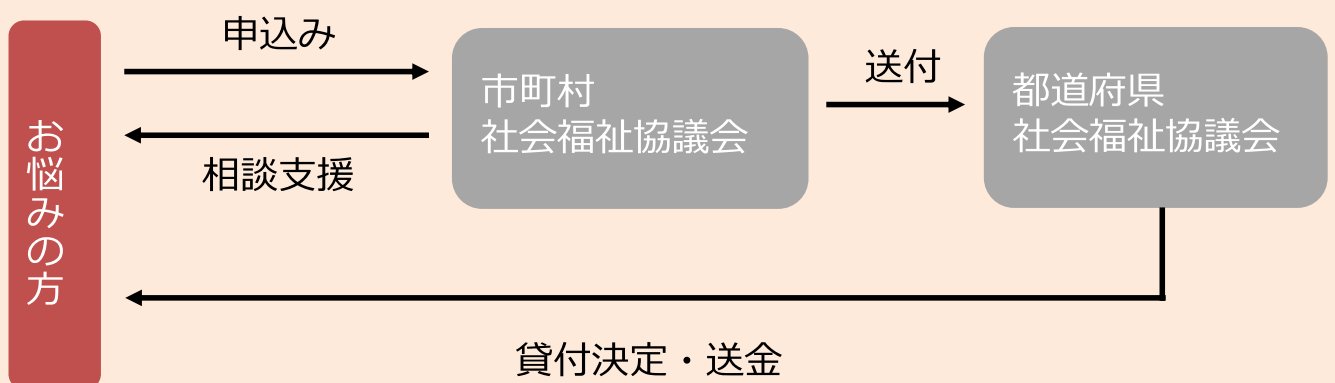 お悩みの方
申込み
相談支援
市町村
社会福祉協議会
送付
都道府県
社会福祉協議会
貸付決定・送金